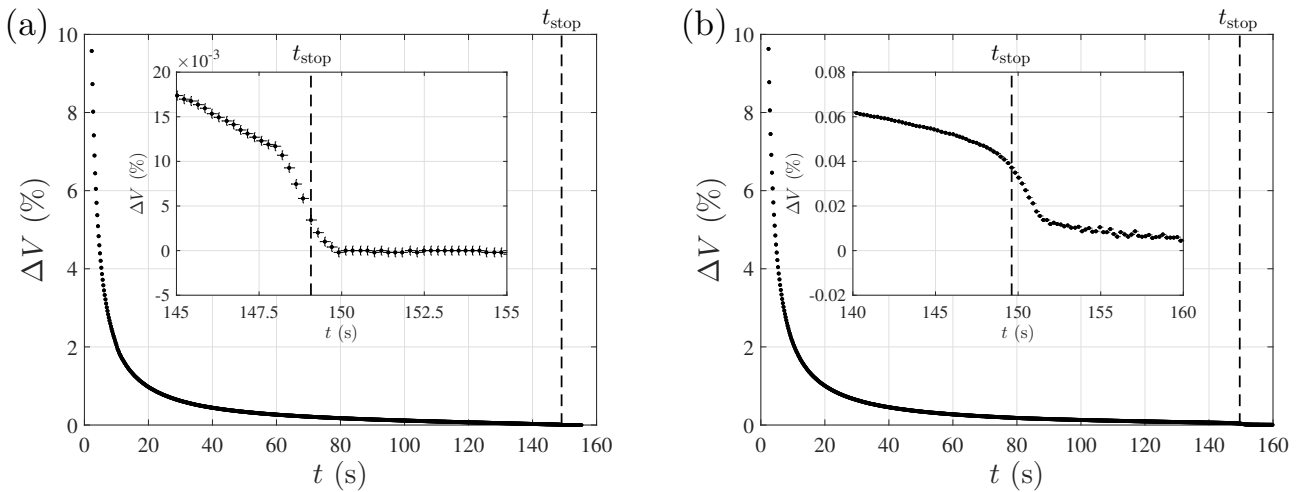 (a)
t_stop
10
8
6
4
2
0
ΔV (%)
0 20 40 60 80 100 120 140 160
t (s)
×10⁻³
t_stop
20
15
10
5
0
-5
ΔV (%)
145 147.5 150 152.5 155
t (s)
(b)
t_stop
10
8
6
4
2
0
ΔV (%)
0 20 40 60 80 100 120 140 160
t (s)
t_stop
0.08
0.06
0.04
0.02
0
-0.02
ΔV (%)
140 145 150 155 160
t (s)